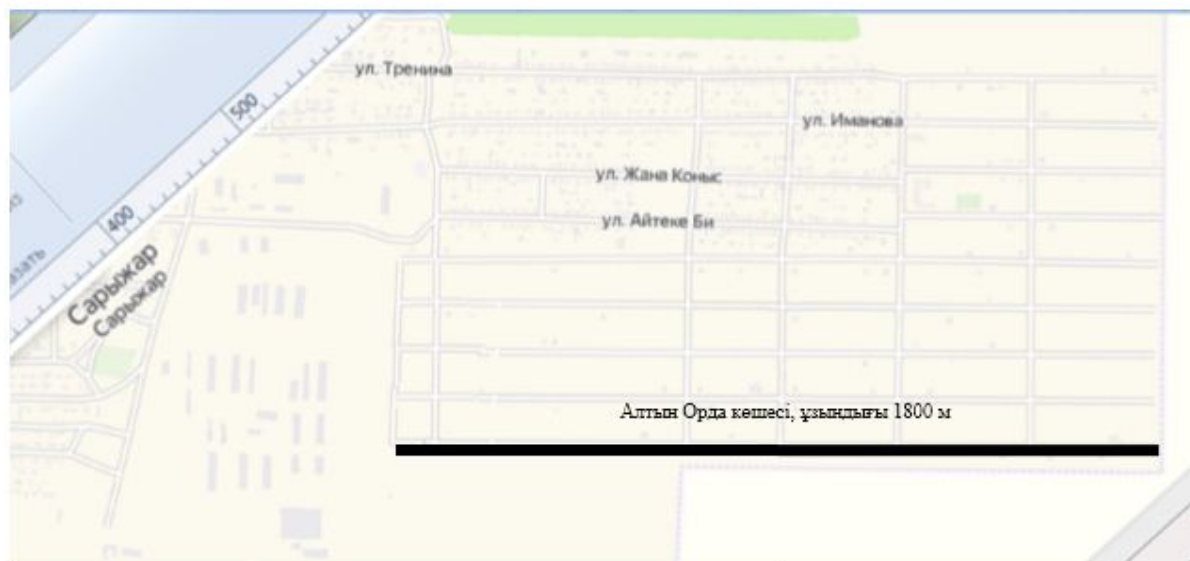 ул. Тренина
500
ул. Иманова
ул. Жана Коныс
400
ул. Айтеке Би
Сарыжар
Сарыжар
Алтын Орда көшесі, ұзындығы 1800 м